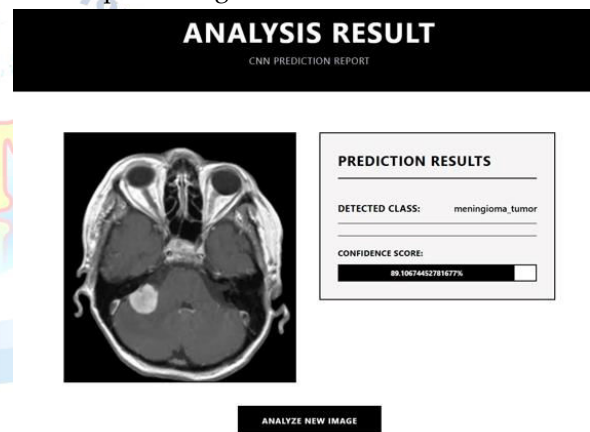 ANALYSIS RESULT
CNN PREDICTION REPORT
PREDICTION RESULTS
DETECTED CLASS: meningioma_tumor
CONFIDENCE SCORE:
89.10674452781677%
ANALYZE NEW IMAGE